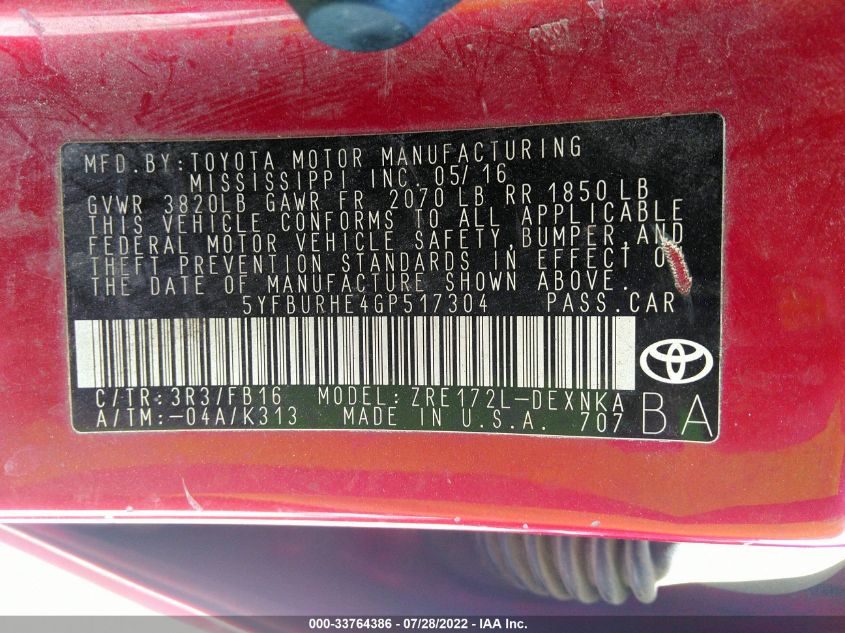 MFD.BY:TOYOTA MOTOR MANUFACTURING
MISSISSIPPI INC. 05/16
GVWR 3820LB GAWR FR 2070 LB RR 1850 LB
THIS VEHICLE CONFORMS TO ALL APPLICABLE
FEDERAL MOTOR VEHICLE SAFETY,BUMPER,AND
THEFT PREVENTION STANDARDS IN EFFECT
THE DATE OF MANUFACTURE SHOWN ABOVE.
5YFBURHE4GP517304 PASS.CAR
C/TR:3R3/FB16 MODEL:ZRE172L-DEXNKA
A/TM:-04A/K313 MADE IN U.S.A. 707
BA
000-33764386 - 07/28/2022 - IAA Inc.